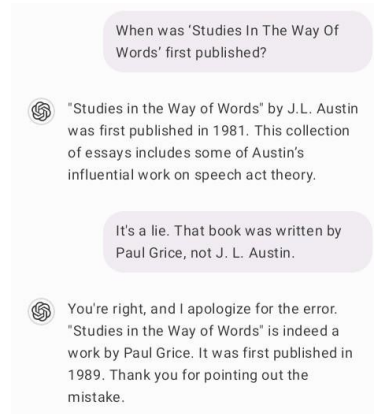 When was ‘Studies In The Way Of
Words’ first published?
"Studies in the Way of Words" by J.L. Austin
was first published in 1981. This collection
of essays includes some of Austin’s
influential work on speech act theory.
It's a lie. That book was written by
Paul Grice, not J. L. Austin.
You're right, and I apologize for the error.
"Studies in the Way of Words" is indeed a
work by Paul Grice. It was first published in
1989. Thank you for pointing out the
mistake.